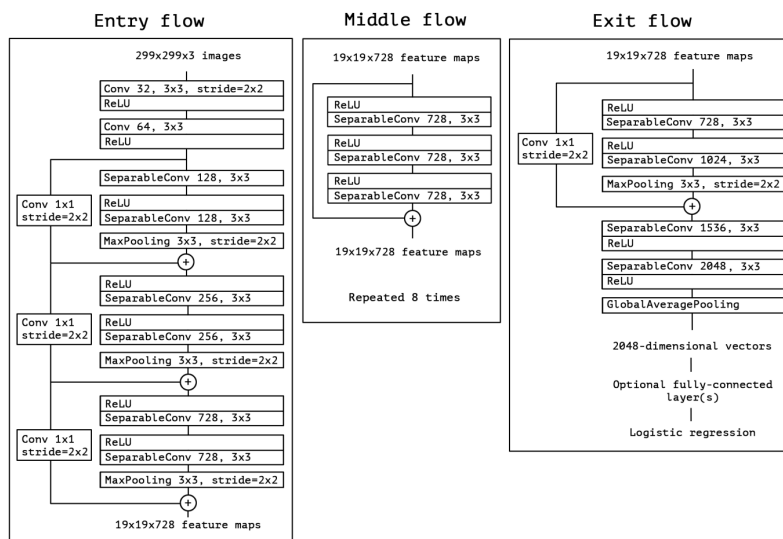 Entry flow
299x299x3 images
Conv 32, 3x3, stride=2x2
ReLU
Conv 64, 3x3
ReLU
SeparableConv 128, 3x3
Conv 1x1
stride=2x2
ReLU
SeparableConv 128, 3x3
MaxPooling 3x3, stride=2x2
+
ReLU
SeparableConv 256, 3x3
Conv 1x1
stride=2x2
ReLU
SeparableConv 256, 3x3
MaxPooling 3x3, stride=2x2
+
ReLU
SeparableConv 728, 3x3
Conv 1x1
stride=2x2
ReLU
SeparableConv 728, 3x3
MaxPooling 3x3, stride=2x2
+
19x19x728 feature maps
Middle flow
19x19x728 feature maps
ReLU
SeparableConv 728, 3x3
ReLU
SeparableConv 728, 3x3
ReLU
SeparableConv 728, 3x3
+
19x19x728 feature maps
Repeated 8 times
Exit flow
19x19x728 feature maps
ReLU
SeparableConv 728, 3x3
Conv 1x1
stride=2x2
ReLU
SeparableConv 1024, 3x3
MaxPooling 3x3, stride=2x2
+
SeparableConv 1536, 3x3
ReLU
SeparableConv 2048, 3x3
ReLU
GlobalAveragePooling
2048-dimensional vectors
Optional fully-connected
layer(s)
Logistic regression